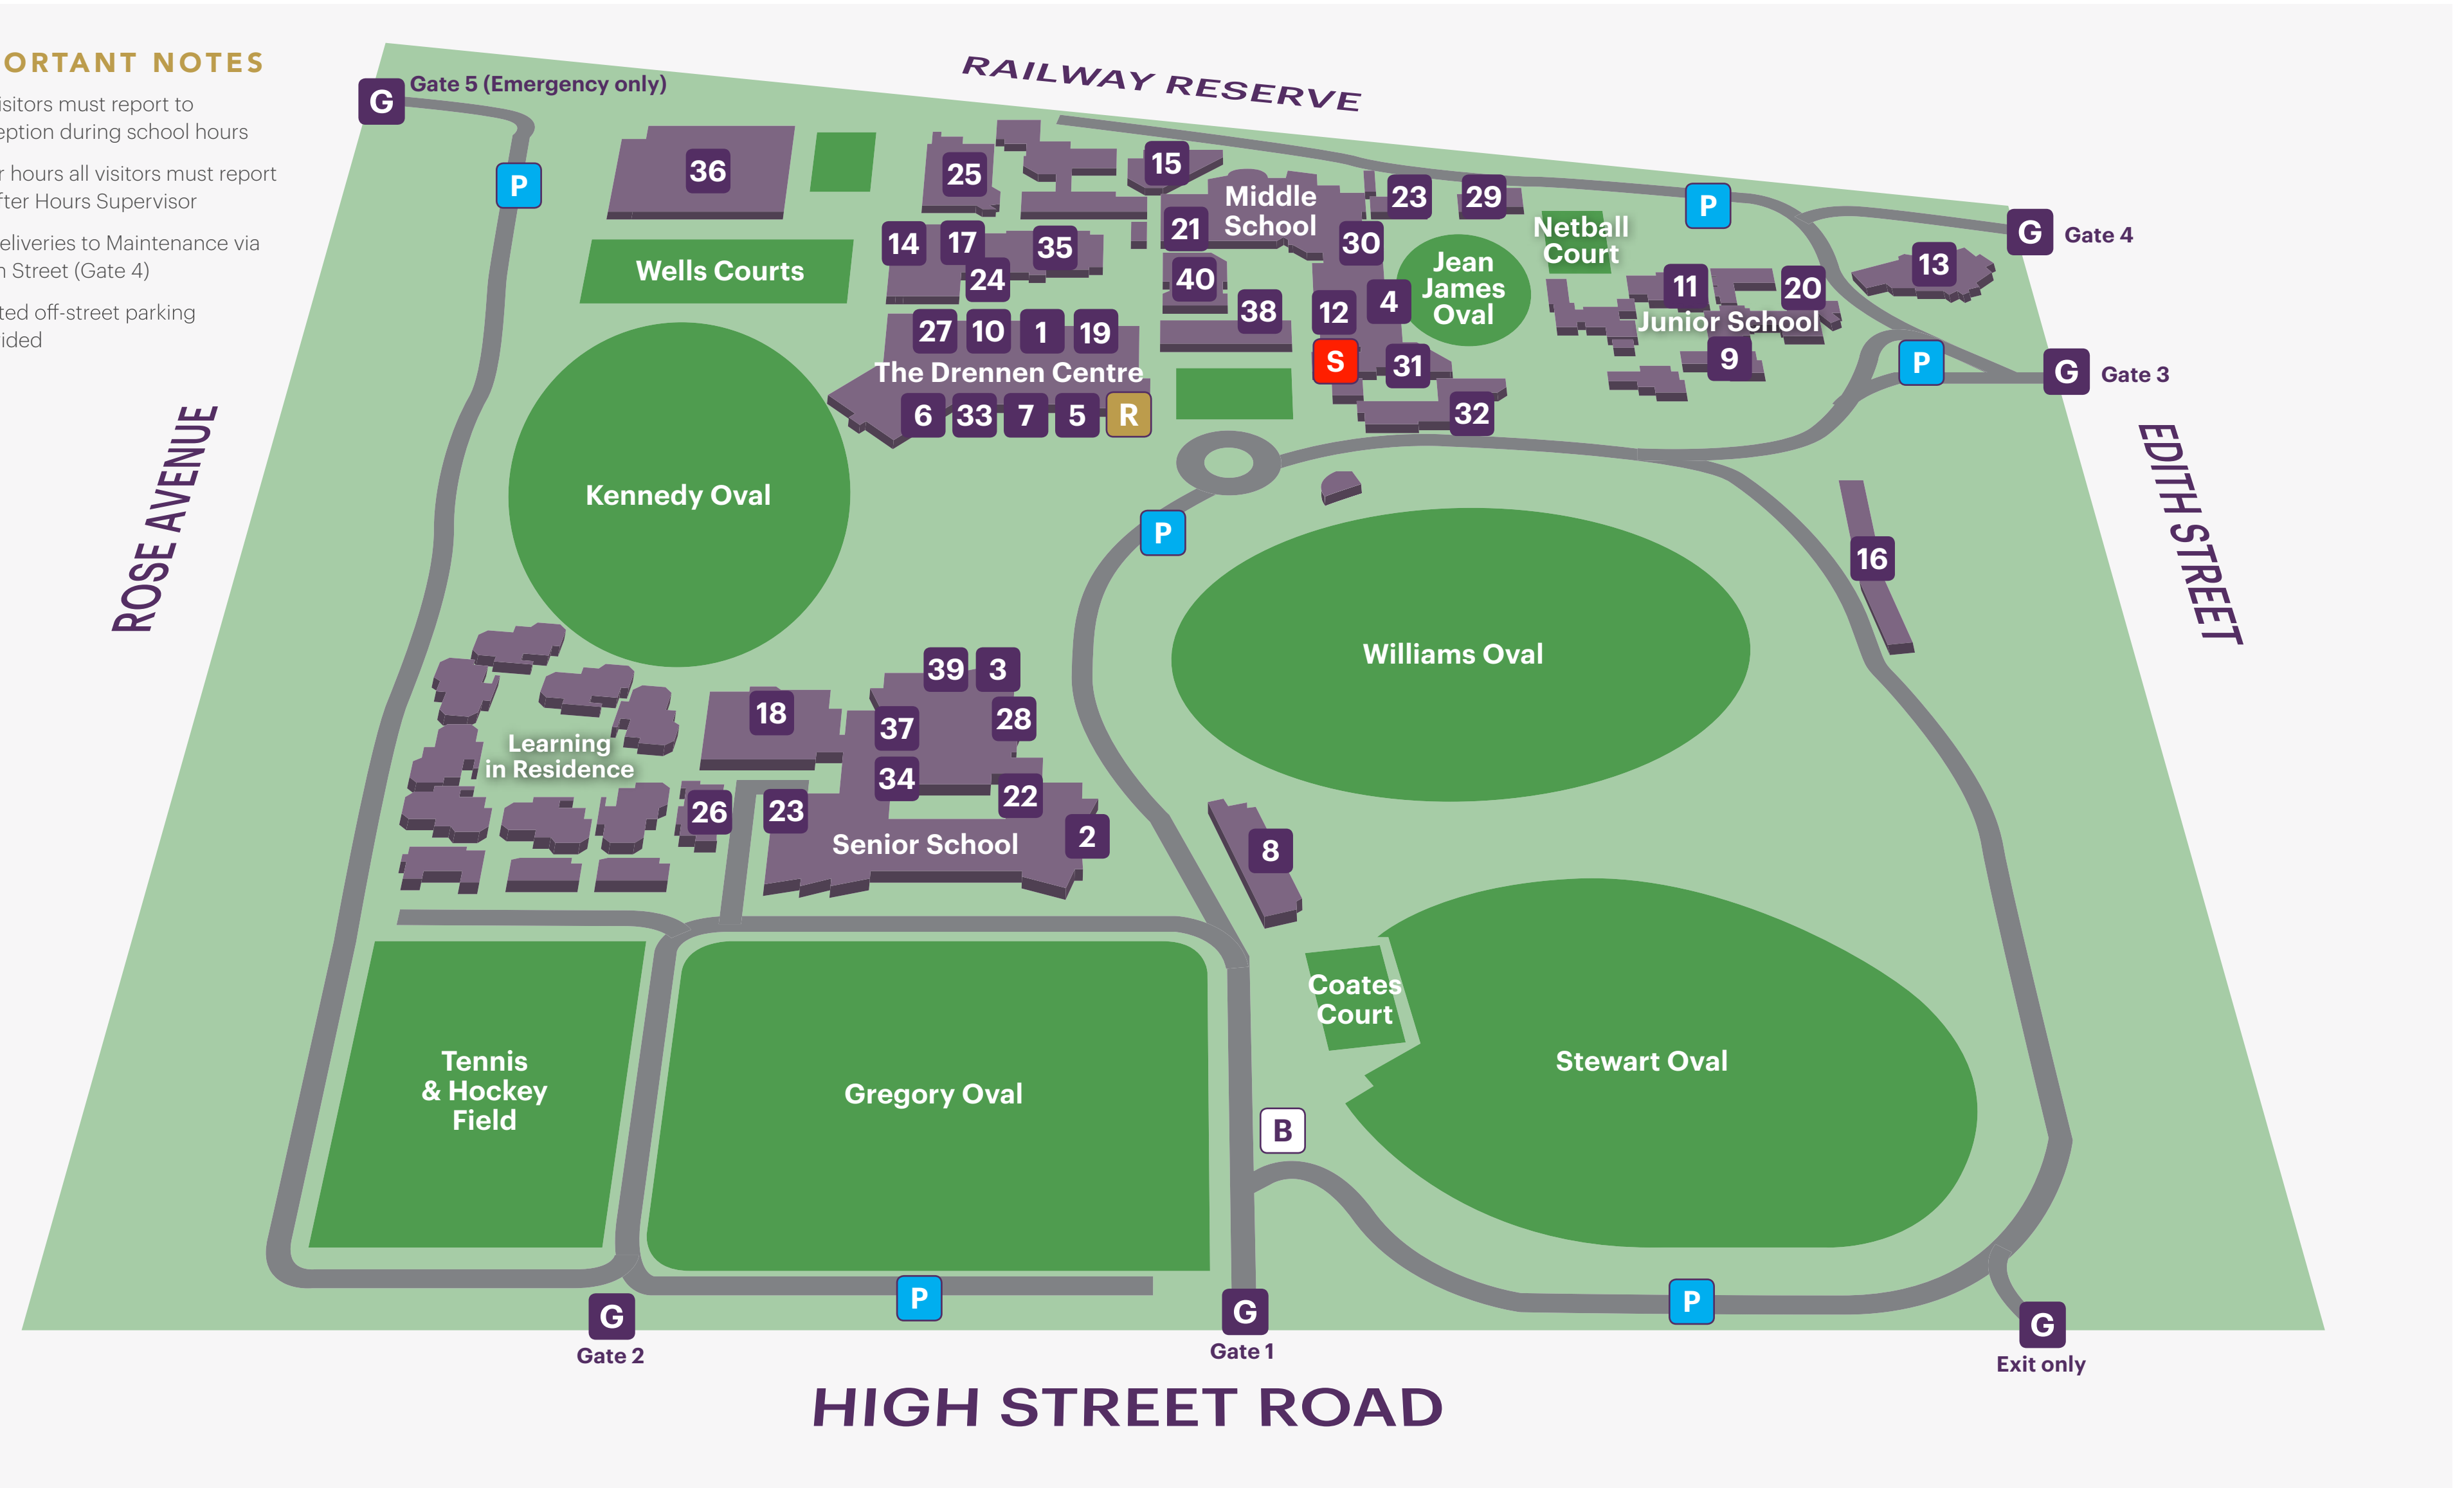 ORTANT NOTES
isitors must report to
eption during school hours
r hours all visitors must report
fter Hours Supervisor
eliveries to Maintenance via
n Street (Gate 4)
ted off-street parking
ided
RAILWAY RESERVE
G Gate 5 (Emergency only)
P
36
25
15
Middle
School
23
29
P
G Gate 4
14
17
35
24
21
30
Netball
Court
Wells Courts
40
38
12
4
Jean
James
Oval
11
20
13
Junior School
27
10
1
19
The Drennen Centre
6
33
7
5
R
S
31
32
9
P
G Gate 3
ROSE AVENUE
EDITH STREET
Kennedy Oval
P
16
Williams Oval
39
3
18
37
28
34
22
Learning
in Residence
26
23
Senior School
2
8
Coates
Court
Tennis
& Hockey
Field
Gregory Oval
Stewart Oval
B
P
P
G
Gate 2
G
Gate 1
G
Exit only
HIGH STREET ROAD